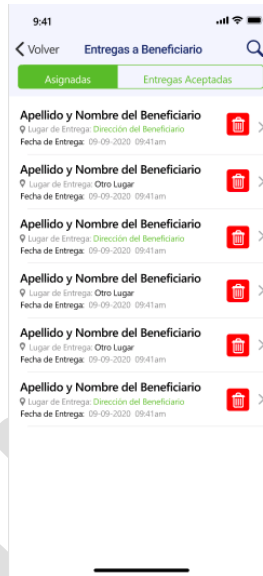 9:41
Volver Entregas a Beneficiario
Asignadas Entregas Aceptadas
Apellido y Nombre del Beneficiario
Lugar de Entrega: Dirección del Beneficiario
Fecha de Entrega: 09-09-2020 09:41am
Apellido y Nombre del Beneficiario
Lugar de Entrega: Otro Lugar
Fecha de Entrega: 09-09-2020 09:41am
Apellido y Nombre del Beneficiario
Lugar de Entrega: Dirección del Beneficiario
Fecha de Entrega: 09-09-2020 09:41am
Apellido y Nombre del Beneficiario
Lugar de Entrega: Otro Lugar
Fecha de Entrega: 09-09-2020 09:41am
Apellido y Nombre del Beneficiario
Lugar de Entrega: Otro Lugar
Fecha de Entrega: 09-09-2020 09:41am
Apellido y Nombre del Beneficiario
Lugar de Entrega: Dirección del Beneficiario
Fecha de Entrega: 09-09-2020 09:41am